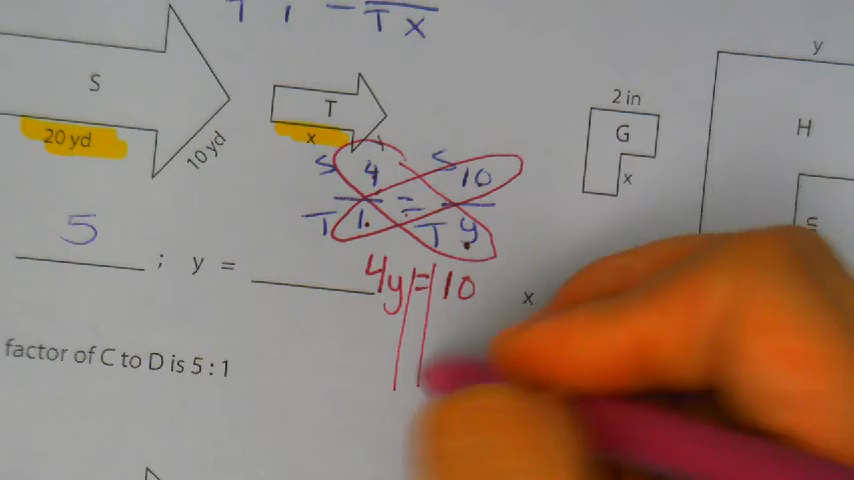 T x
S
20 yd
10 yd
T
x
2 in
G
x
y
H
S 4 = S 10
T 1. T y
5 ; y =
4y = 10
x
factor of C to D is 5 : 1